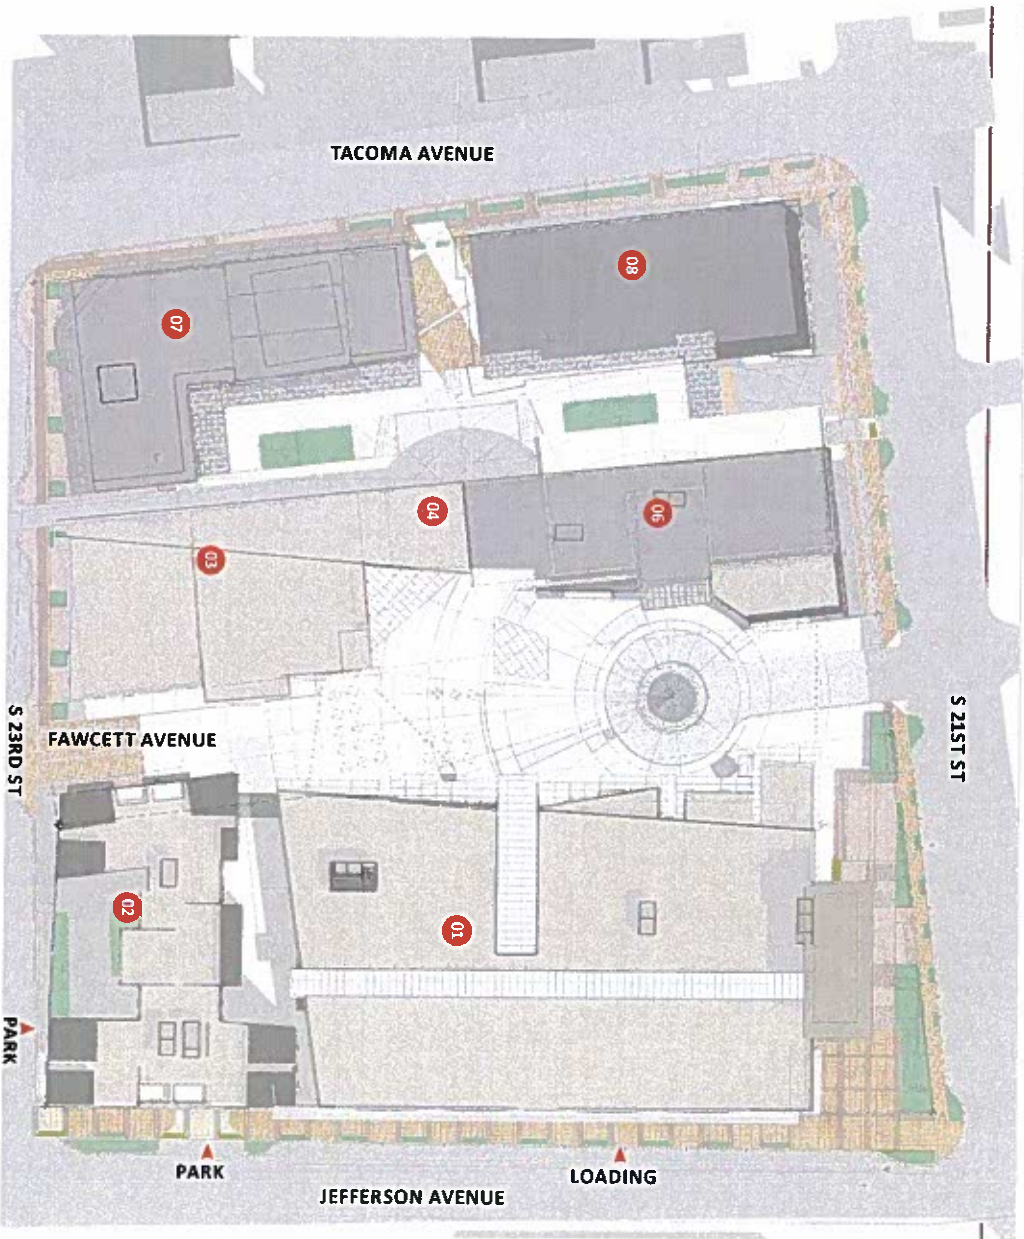 TACOMA AVENUE
08
07
04
06
03
S 23RD ST
FAWCETT AVENUE
S 21ST ST
02
01
PARK
PARK
LOADING
JEFFERSON AVENUE